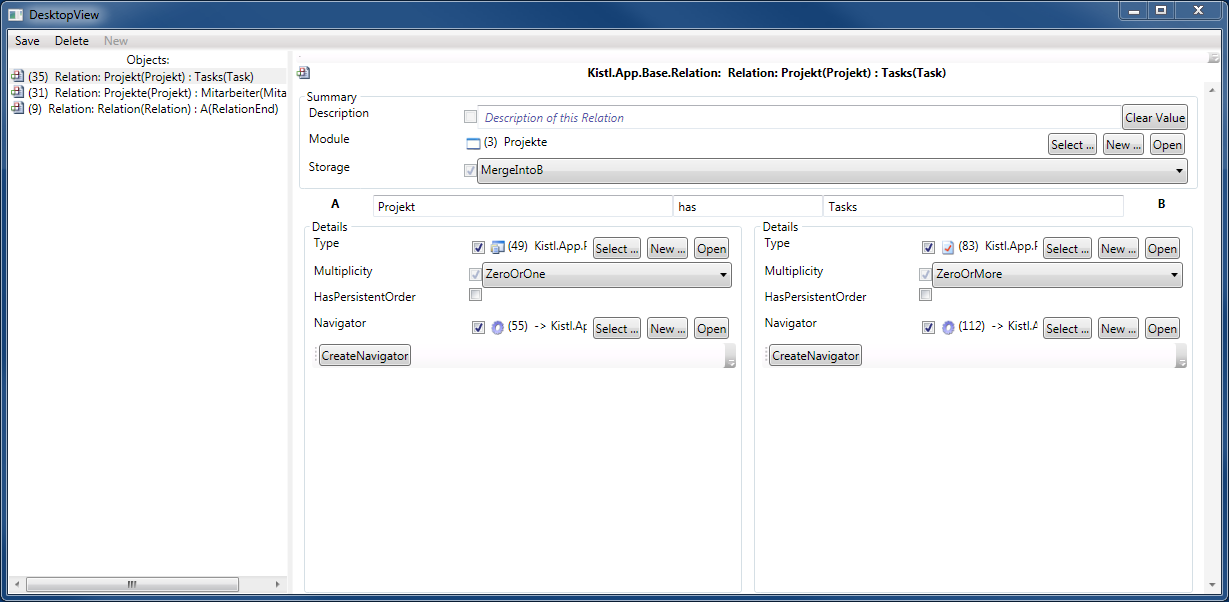 DesktopView
Save Delete New
Objects:
(35) Relation: Projekt(Projekt) : Tasks(Task)
(31) Relation: Projekte(Projekt) : Mitarbeiter(Mita
(9) Relation: Relation(Relation) : A(RelationEnd)
Kistl.App.Base.Relation: Relation: Projekt(Projekt) : Tasks(Task)
Summary
Description Description of this Relation Clear Value
Module (3) Projekte Select ... New ... Open
Storage MergeIntoB
A Projekt has Tasks B
Details
Type (49) Kistl.App.F Select ... New ... Open
Multiplicity ZeroOrOne
HasPersistentOrder
Navigator (55) -> Kistl.Ap Select ... New ... Open
CreateNavigator
Details
Type (83) Kistl.App.F Select ... New ... Open
Multiplicity ZeroOrMore
HasPersistentOrder
Navigator (112) -> Kistl.A Select ... New ... Open
CreateNavigator